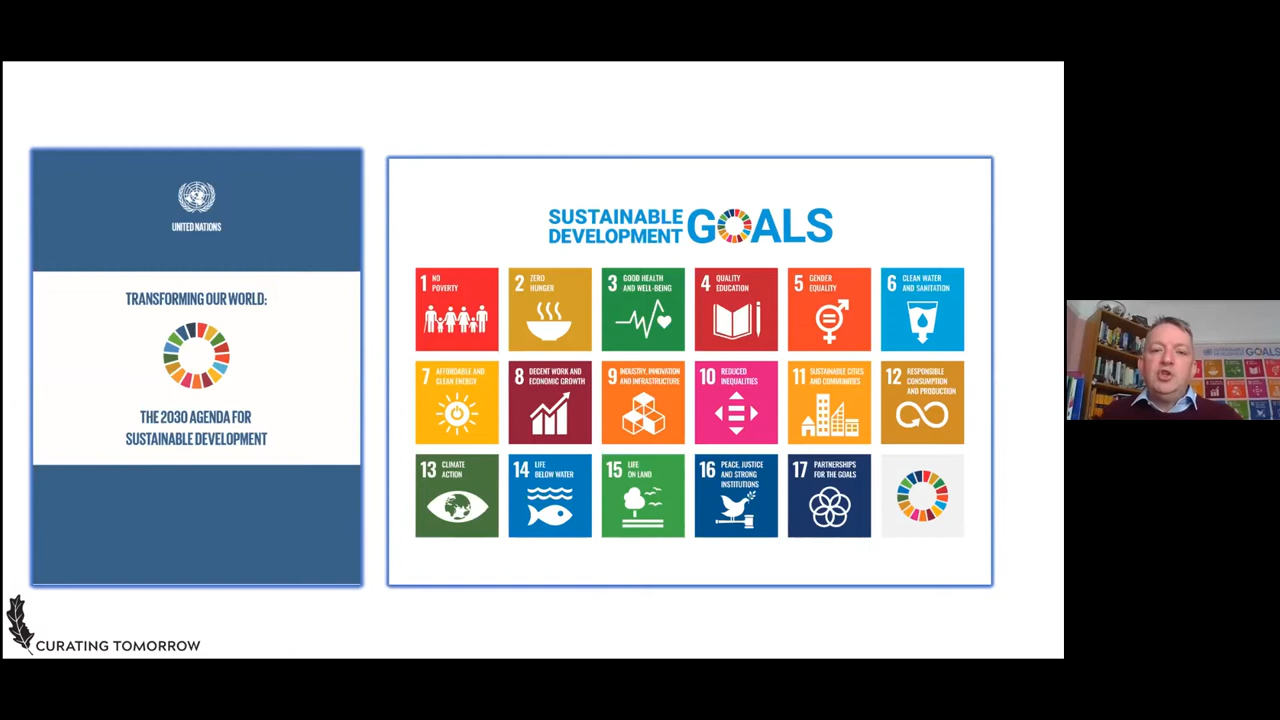 UNITED NATIONS
TRANSFORMING OUR WORLD:
THE 2030 AGENDA FOR
SUSTAINABLE DEVELOPMENT
SUSTAINABLE
DEVELOPMENT
GOALS
1 NO
POVERTY
2 ZERO
HUNGER
3 GOOD HEALTH
AND WELL-BEING
4 QUALITY
EDUCATION
5 GENDER
EQUALITY
6 CLEAN WATER
AND SANITATION
7 AFFORDABLE AND
CLEAN ENERGY
8 DECENT WORK AND
ECONOMIC GROWTH
9 INDUSTRY, INNOVATION
AND INFRASTRUCTURE
10 REDUCED
INEQUALITIES
11 SUSTAINABLE CITIES
AND COMMUNITIES
12 RESPONSIBLE
CONSUMPTION
AND PRODUCTION
13 CLIMATE
ACTION
14 LIFE
BELOW WATER
15 LIFE
ON LAND
16 PEACE, JUSTICE
AND STRONG
INSTITUTIONS
17 PARTNERSHIPS
FOR THE GOALS
CURATING TOMORROW
GOALS